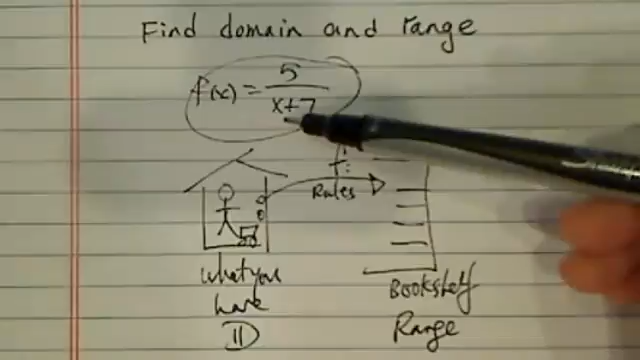 Find domain and range
f(x) = 5
x+7
f:
Rules
what you
have
D
Bookshelf
Range